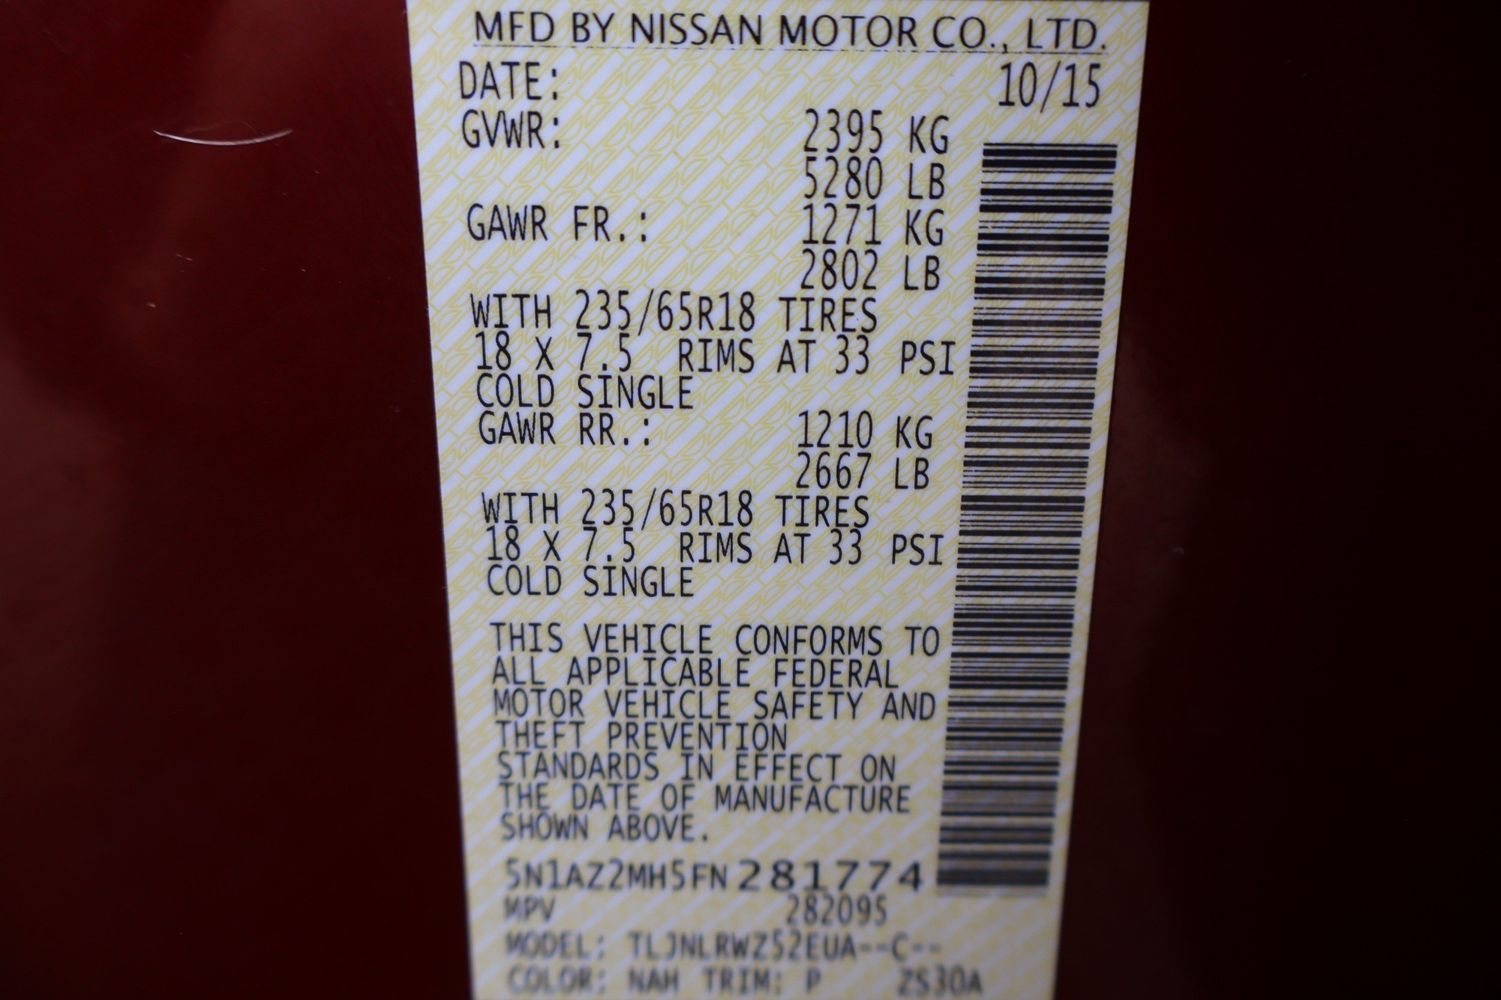 MFD BY NISSAN MOTOR CO., LTD.
DATE: 10/15
GVWR: 2395 KG
5280 LB
GAWR FR.: 1271 KG
2802 LB
WITH 235/65R18 TIRES
18 X 7.5 RIMS AT 33 PSI
COLD SINGLE
GAWR RR.: 1210 KG
2667 LB
WITH 235/65R18 TIRES
18 X 7.5 RIMS AT 33 PSI
COLD SINGLE
THIS VEHICLE CONFORMS TO
ALL APPLICABLE FEDERAL
MOTOR VEHICLE SAFETY AND
THEFT PREVENTION
STANDARDS IN EFFECT ON
THE DATE OF MANUFACTURE
SHOWN ABOVE.
5N1AZ2MH5FN281774
MPV 282095
MODEL: TLJNLRWZ52EUA--C--
COLOR: NAH TRIM: P ZS30A